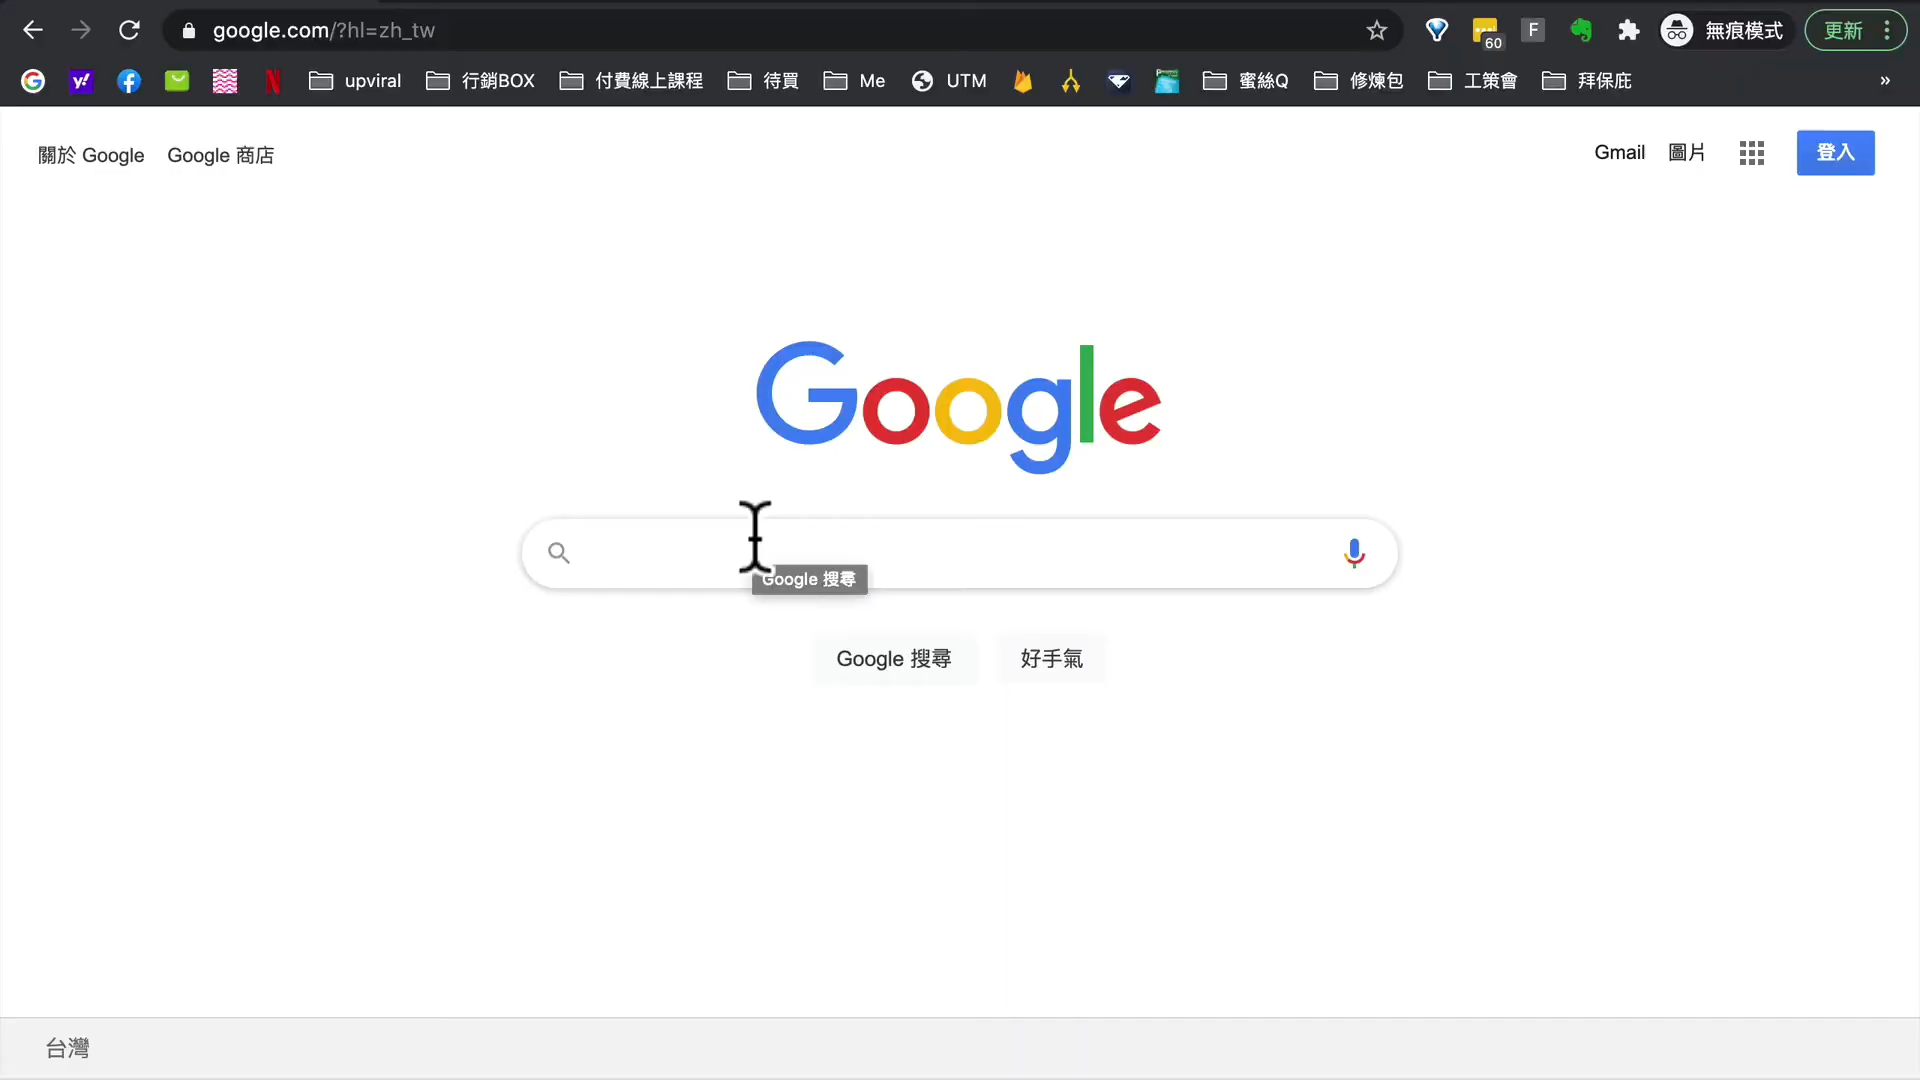 google.com/?hl=zh_tw
60
F
無痕模式
更新
upviral
行銷BOX
付費線上課程
待買
Me
UTM
蜜絲Q
修煉包
工策會
拜保庇
»
關於 Google
Google 商店
Gmail
圖片
登入
Google
Google 搜尋
Google 搜尋
好手氣
台灣